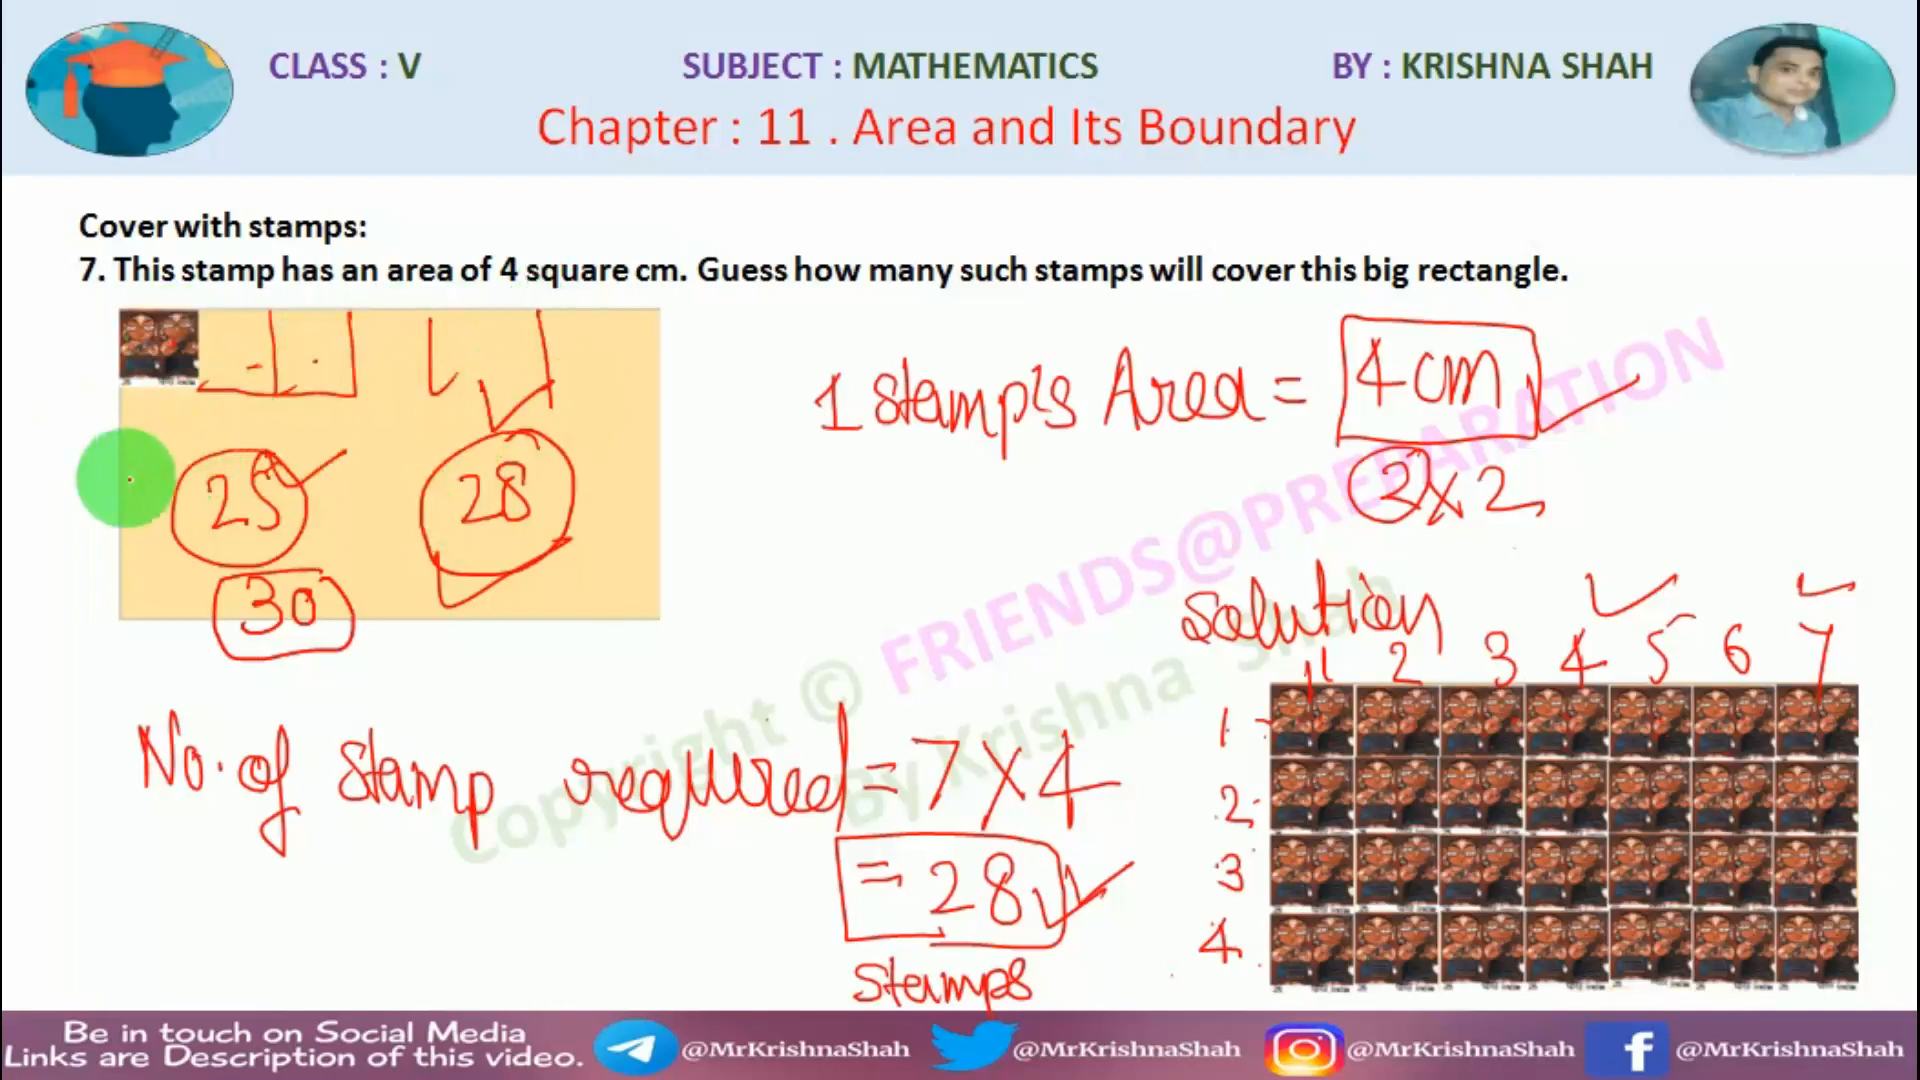 CLASS : V SUBJECT : MATHEMATICS BY : KRISHNA SHAH
Chapter : 11 . Area and Its Boundary
Cover with stamps:
7. This stamp has an area of 4 square cm. Guess how many such stamps will cover this big rectangle.
1 Stamp's Area = 4 cm
2 x 2
25 28
30
Solution
1 2 3 4 5 6 7
1
2
3
4
No. of stamp required = 7 x 4
= 28
Stamps
Copyright © FRIENDS@PREPARATION
By Krishna Shah
Be in touch on Social Media
Links are Description of this video.
@MrKrishnaShah @MrKrishnaShah @MrKrishnaShah @MrKrishnaShah